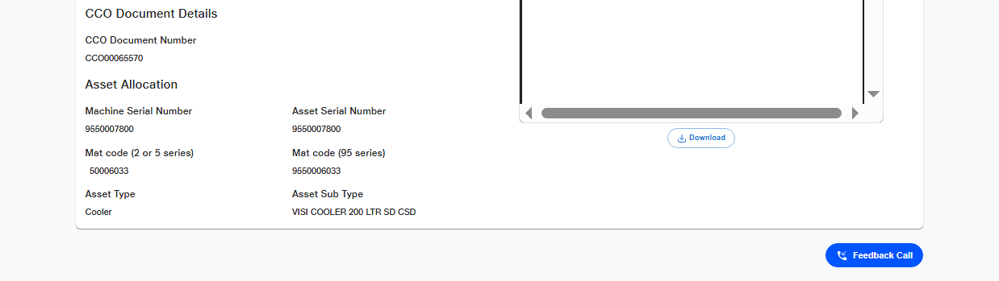 CCO Document Details
CCO Document Number
CCO00065570
Asset Allocation
Machine Serial Number
Asset Serial Number
9550007800
9550007800
Mat code (2 or 5 series)
Mat code (95 series)
50006033
9550006033
Asset Type
Asset Sub Type
Cooler
VISI COOLER 200 LTR SD CSD
Download
Feedback Call